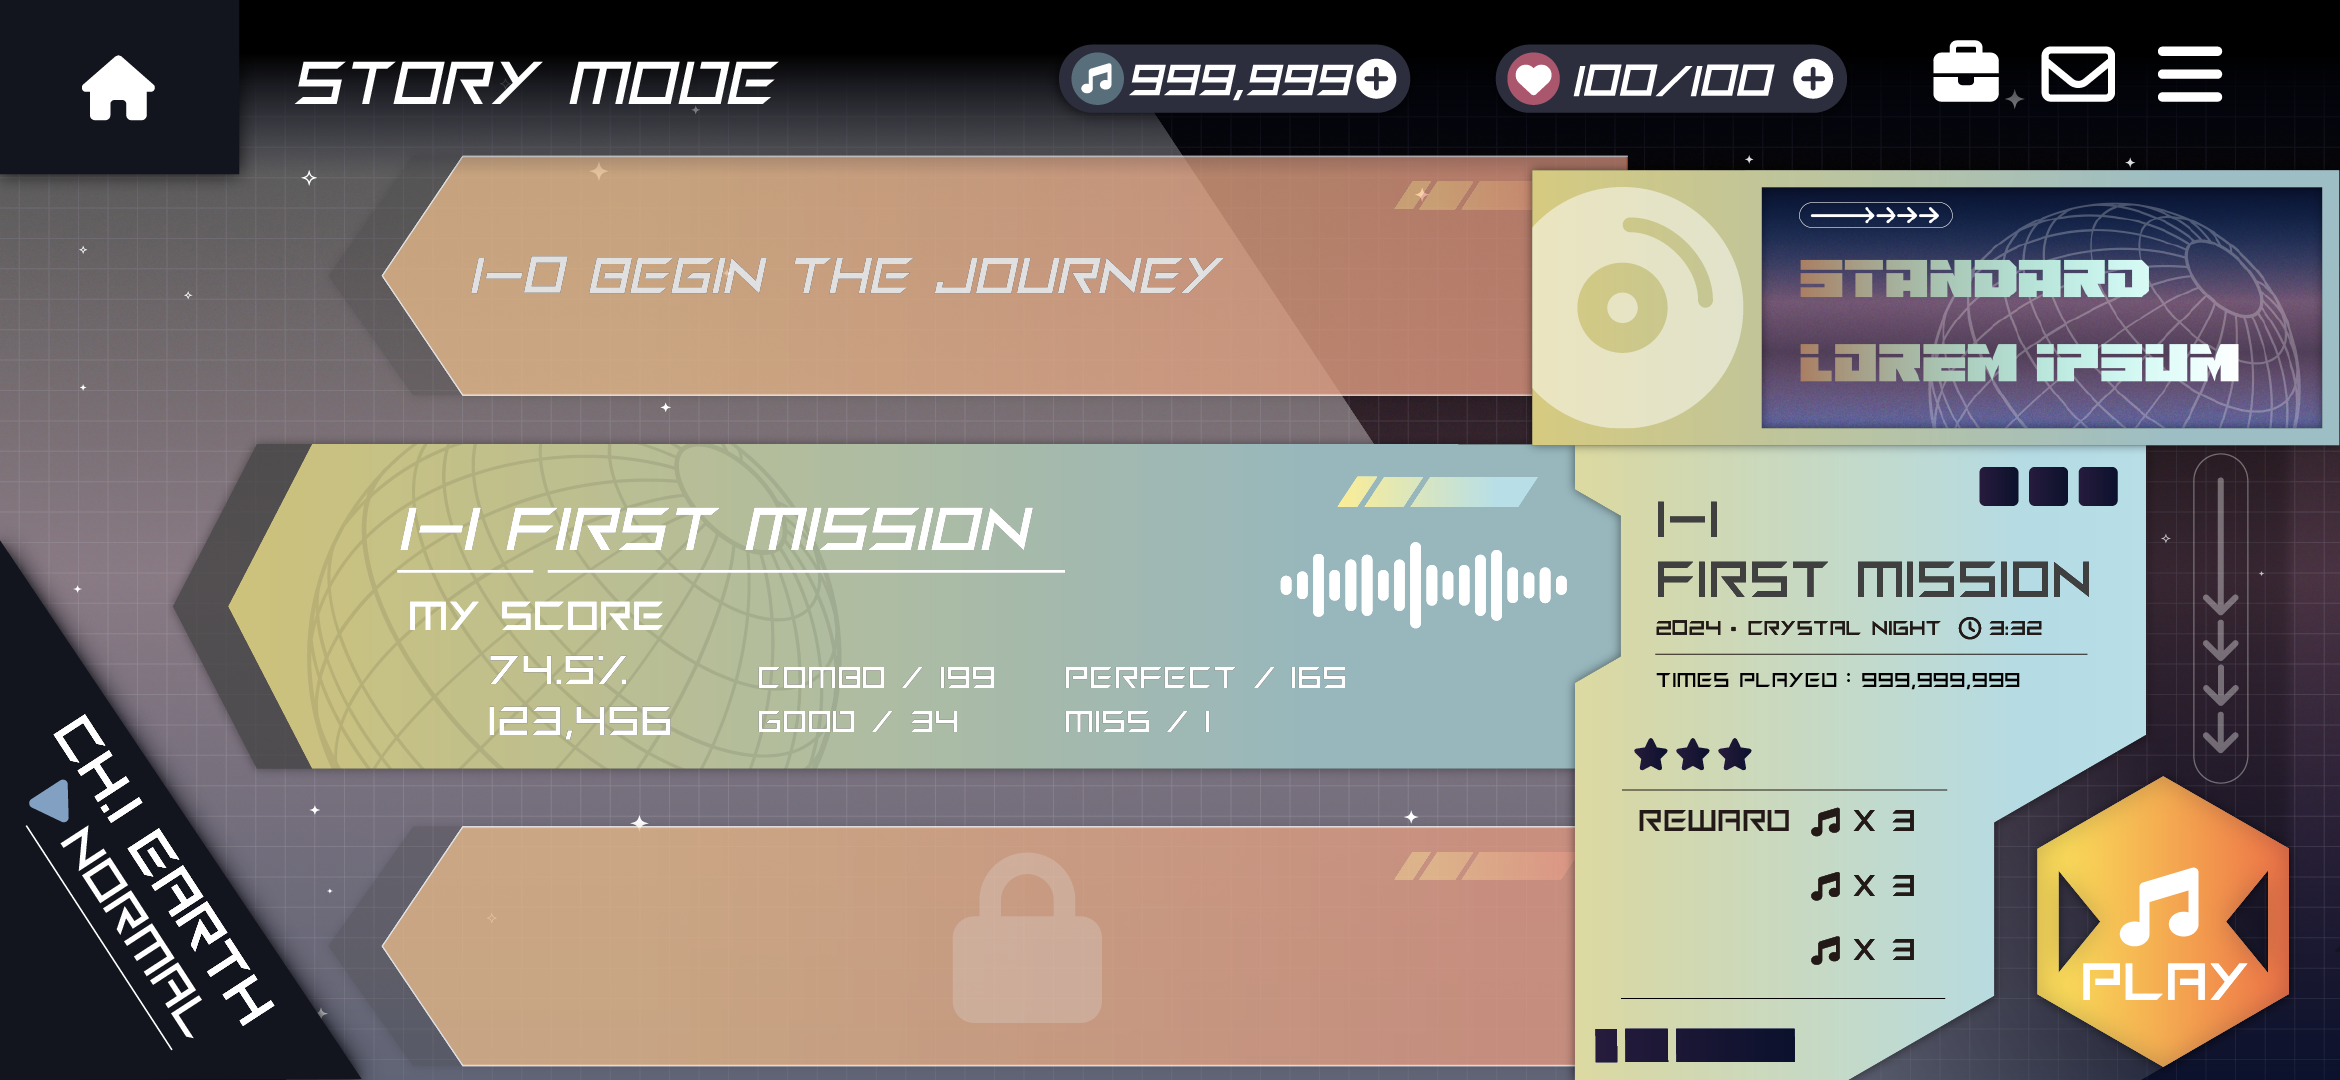 STORY MODE
999,999
100/100
1-0 BEGIN THE JOURNEY
STANDARD
LOREM IPSUM
1-1 FIRST MISSION
MY SCORE
74.5%
123,456
COMBO / 199
PERFECT / 165
GOOD / 34
MISS / 1
1-1
FIRST MISSION
2024 · CRYSTAL NIGHT 3:32
TIMES PLAYED : 999,999,999
REWARD X 3
X 3
X 3
PLAY
CH.1 EARTH
NORMAL